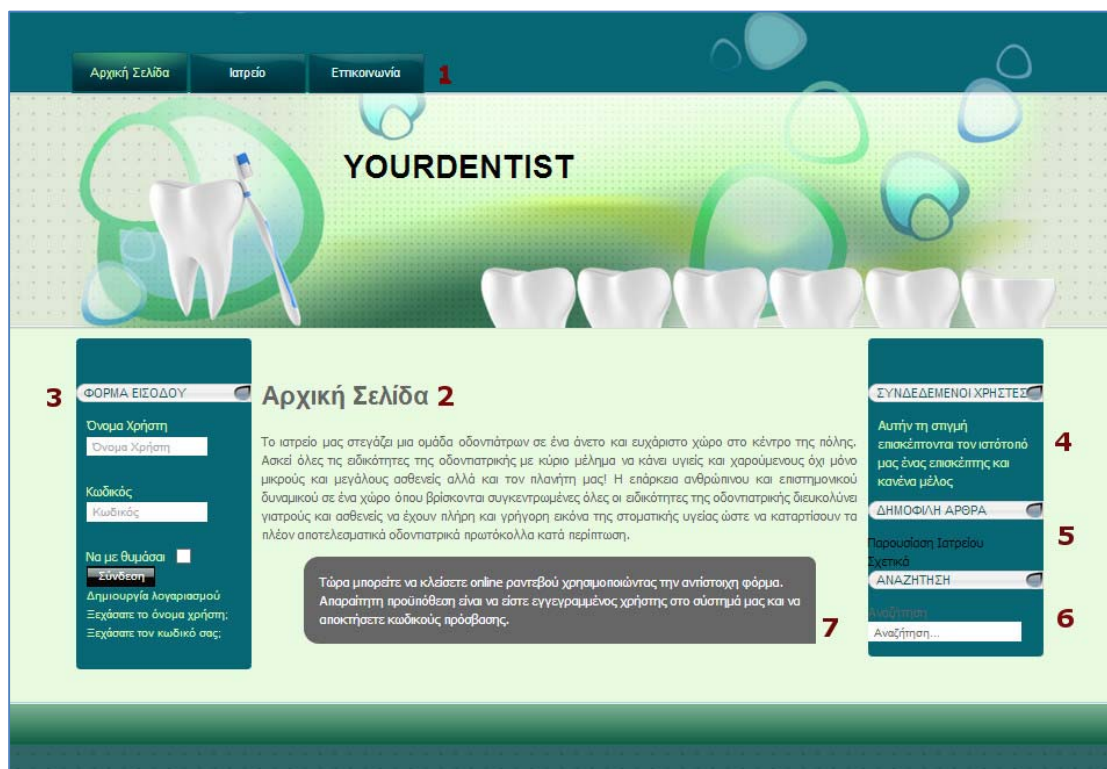 Αρχική Σελίδα Ιατρείο Επικοινωνία 1
YOURDENTIST
3 ΦΟΡΜΑ ΕΙΣΟΔΟΥ
Όνομα Χρήστη
Όνομα Χρήστη
Κωδικός
Κωδικός
Να με θυμάσαι
Σύνδεση
Δημιουργία λογαριασμού
Ξεχάσατε το όνομα χρήστη;
Ξεχάσατε τον κωδικό σας;
Αρχική Σελίδα 2
Το ιατρείο μας στεγάζει μια ομάδα οδοντιάτρων σε ένα άνετο και ευχάριστο χώρο στο κέντρο της πόλης.
Ασκεί όλες τις ειδικότητες της οδοντιατρικής με κύριο μέλημα να κάνει υγιείς και χαρούμενους όχι μόνο
μικρούς και μεγάλους ασθενείς αλλά και τον πλανήτη μας! Η επάρκεια ανθρώπινου και επιστημονικού
δυναμικού σε ένα χώρο όπου βρίσκονται συγκεντρωμένες όλες οι ειδικότητες της οδοντιατρικής διευκολύνει
γιατρούς και ασθενείς να έχουν πλήρη και γρήγορη εικόνα της στοματικής υγείας ώστε να καταρτίσουν τα
πλέον αποτελεσματικά οδοντιατρικά πρωτόκολλα κατά περίπτωση.
Τώρα μπορείτε να κλείσετε online ραντεβού χρησιμοποιώντας την αντίστοιχη φόρμα.
Απαραίτητη προϋπόθεση είναι να είστε εγγεγραμμένος χρήστης στο σύστημά μας και να
αποκτήσετε κωδικούς πρόσβασης.
7
ΣΥΝΔΕΔΕΜΕΝΟΙ ΧΡΗΣΤΕΣ
Αυτήν τη στιγμή
επισκέπτονται τον ιστότοπό 4
μας ένας επισκέπτης και
κανένα μέλος
ΔΗΜΟΦΙΛΗ ΑΡΘΡΑ
Παρουσίαση Ιατρείου 5
Σχετικά
ΑΝΑΖΗΤΗΣΗ
Αναζήτηση 6
Αναζήτηση...